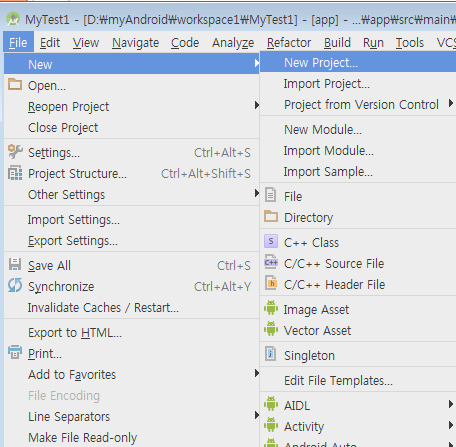 MyTest1 - [D:₩myAndroid₩workspace1₩MyTest1] - [app] - ...₩app₩src₩main₩
File Edit View Navigate Code Analyze Refactor Build Run Tools VCS
New
Open...
Reopen Project
Close Project
Settings... Ctrl+Alt+S
Project Structure... Ctrl+Alt+Shift+S
Other Settings
Import Settings...
Export Settings...
Save All Ctrl+S
Synchronize Ctrl+Alt+Y
Invalidate Caches / Restart...
Export to HTML...
Print...
Add to Favorites
File Encoding
Line Separators
Make File Read-only
New Project...
Import Project...
Project from Version Control
New Module...
Import Module...
Import Sample...
File
Directory
S C++ Class
C++ C/C++ Source File
h C/C++ Header File
Image Asset
Vector Asset
Singleton
Edit File Templates...
AIDL
Activity
Android Auto